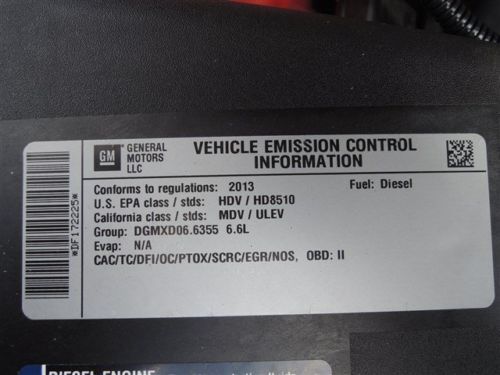 GM GENERAL MOTORS LLC
VEHICLE EMISSION CONTROL
INFORMATION
Conforms to regulations: 2013 Fuel: Diesel
U.S. EPA class / stds: HDV / HD8510
California class / stds: MDV / ULEV
Group: DGMXD06.6355 6.6L
Evap: N/A
CAC/TC/DFI/OC/PTOX/SCRC/EGR/NOS, OBD: II
*DF172225*
DIESEL ENGINE